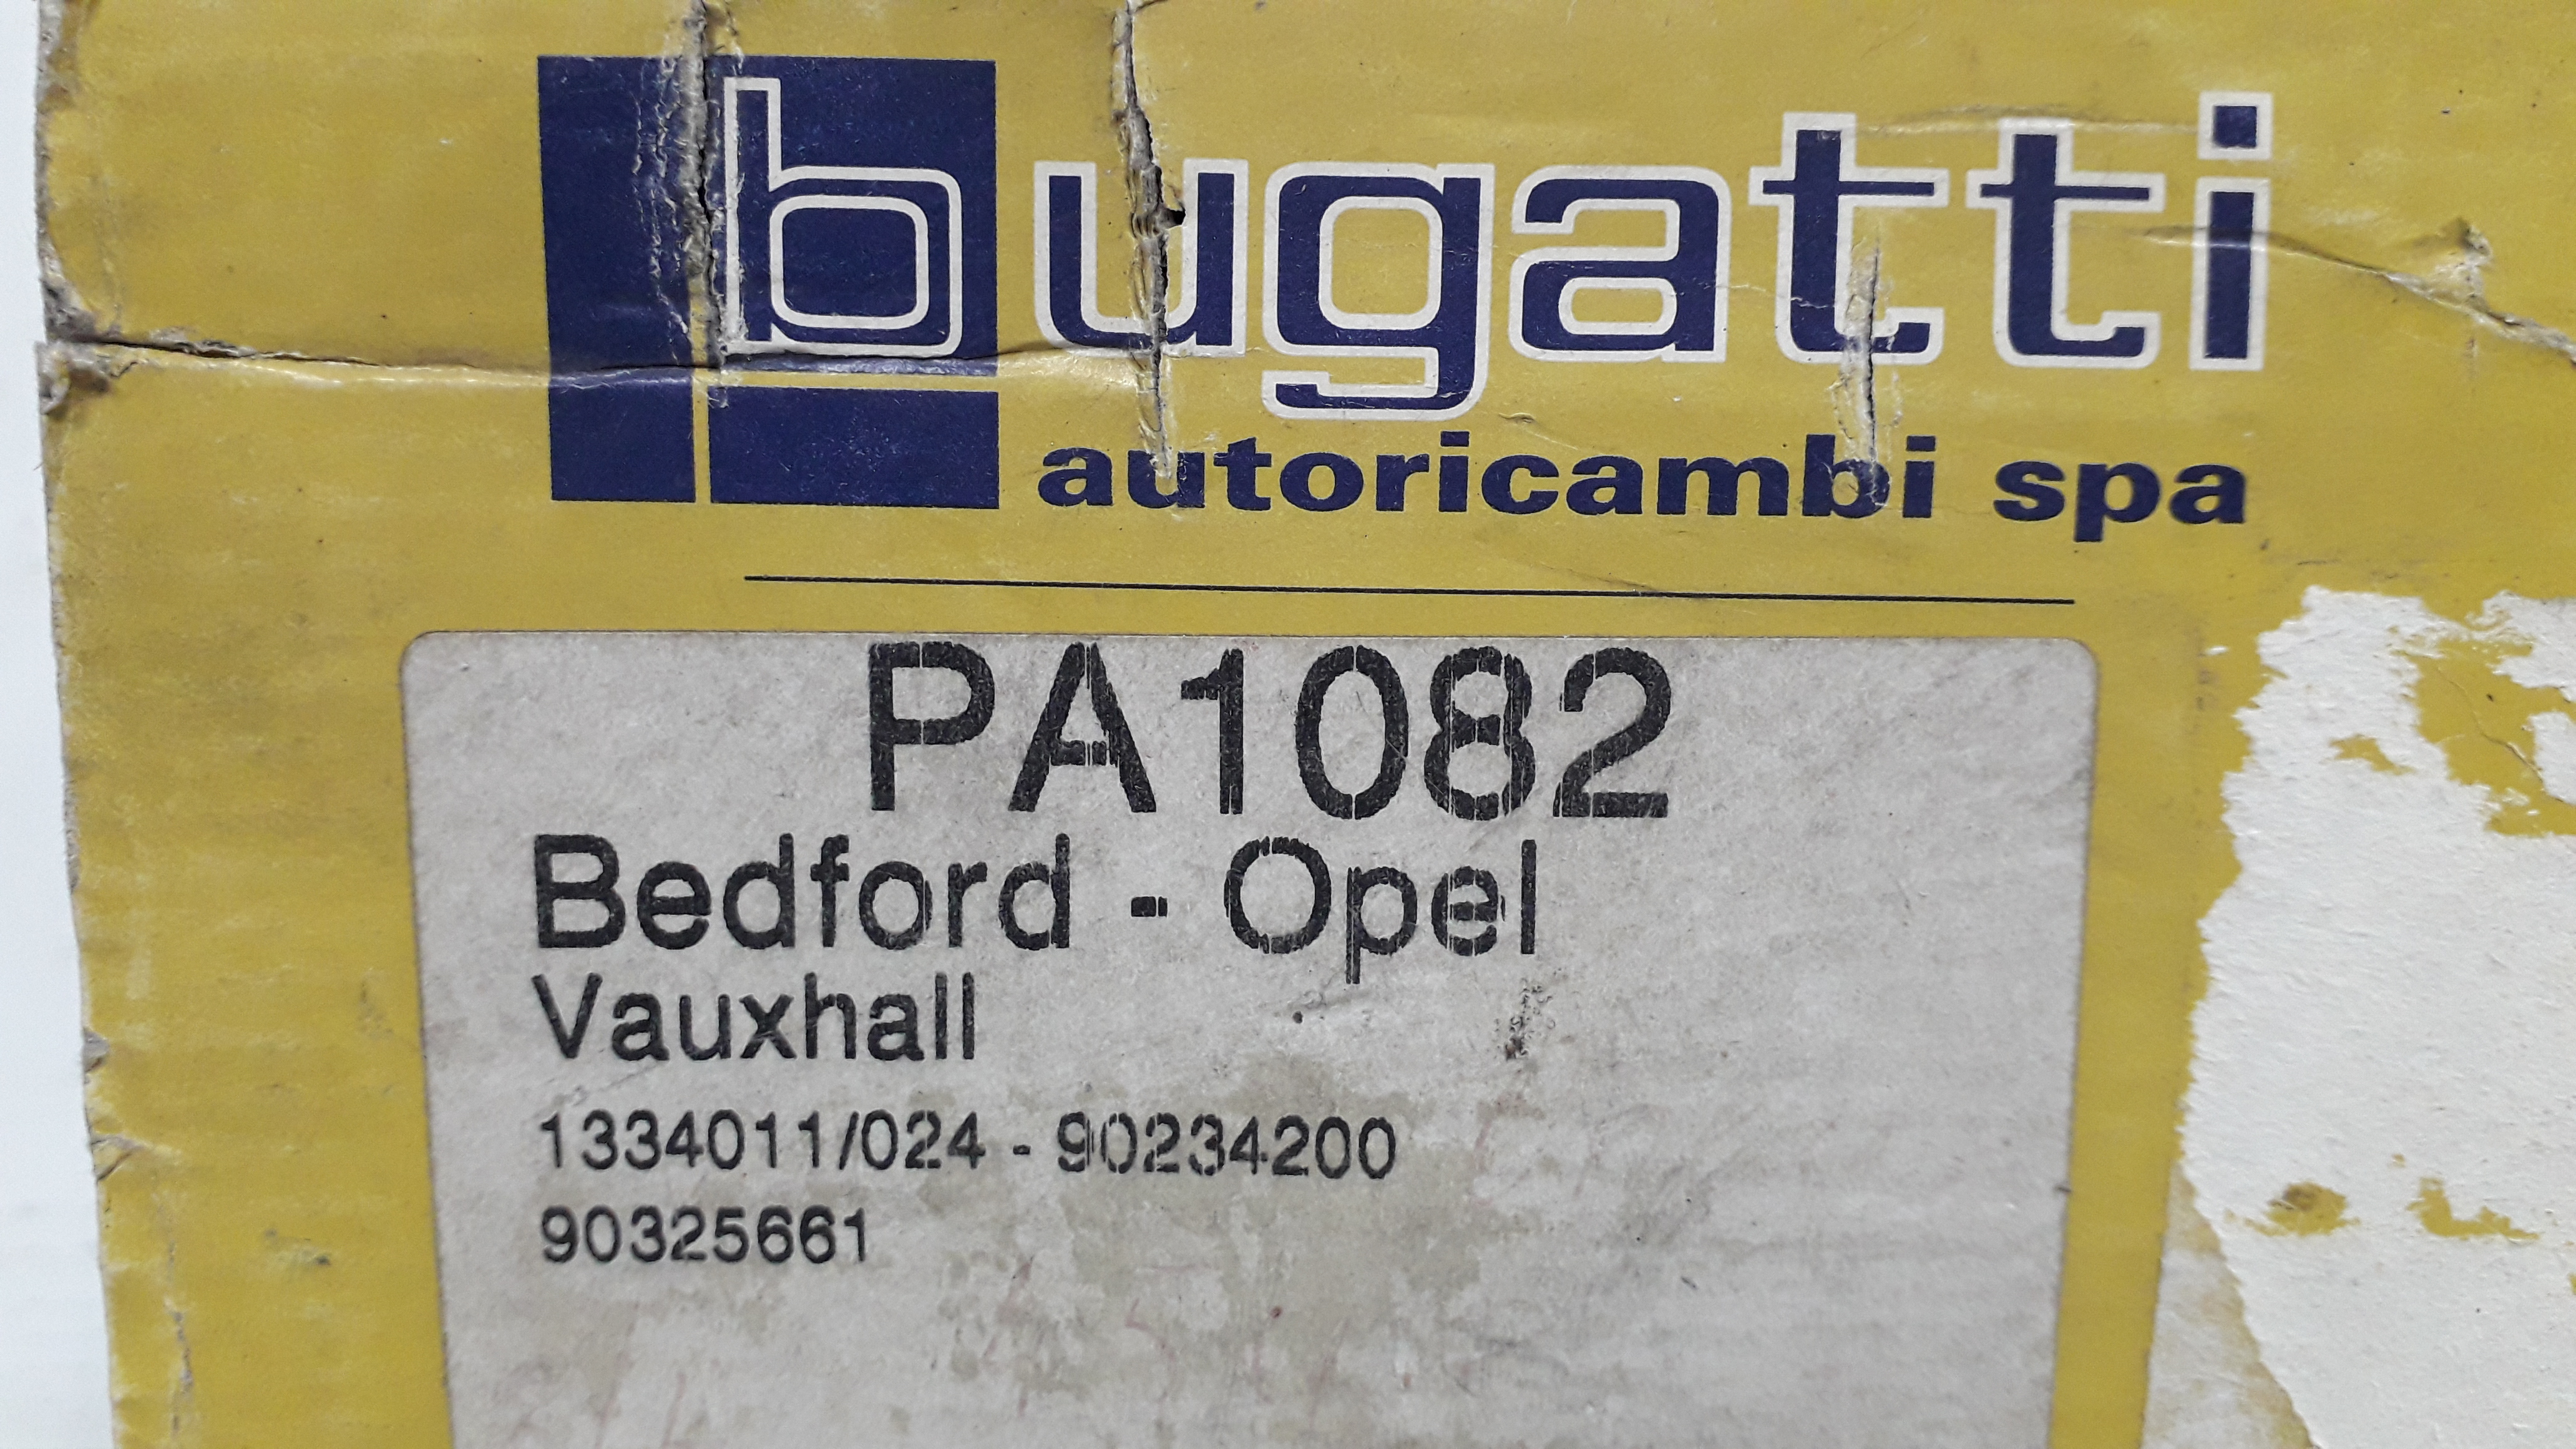 bugatti
autoricambi spa
PA1082
Bedford - Opel
Vauxhall
1334011/024 - 90234200
90325661